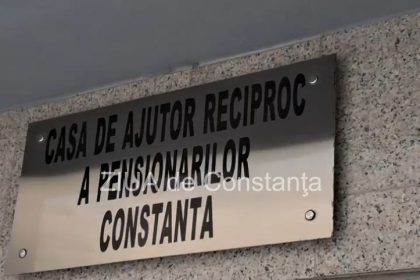 CASA DE AJUTOR RECIPROC
A PENSIONARILOR
ZIUA de Constanţa
CONSTANTA